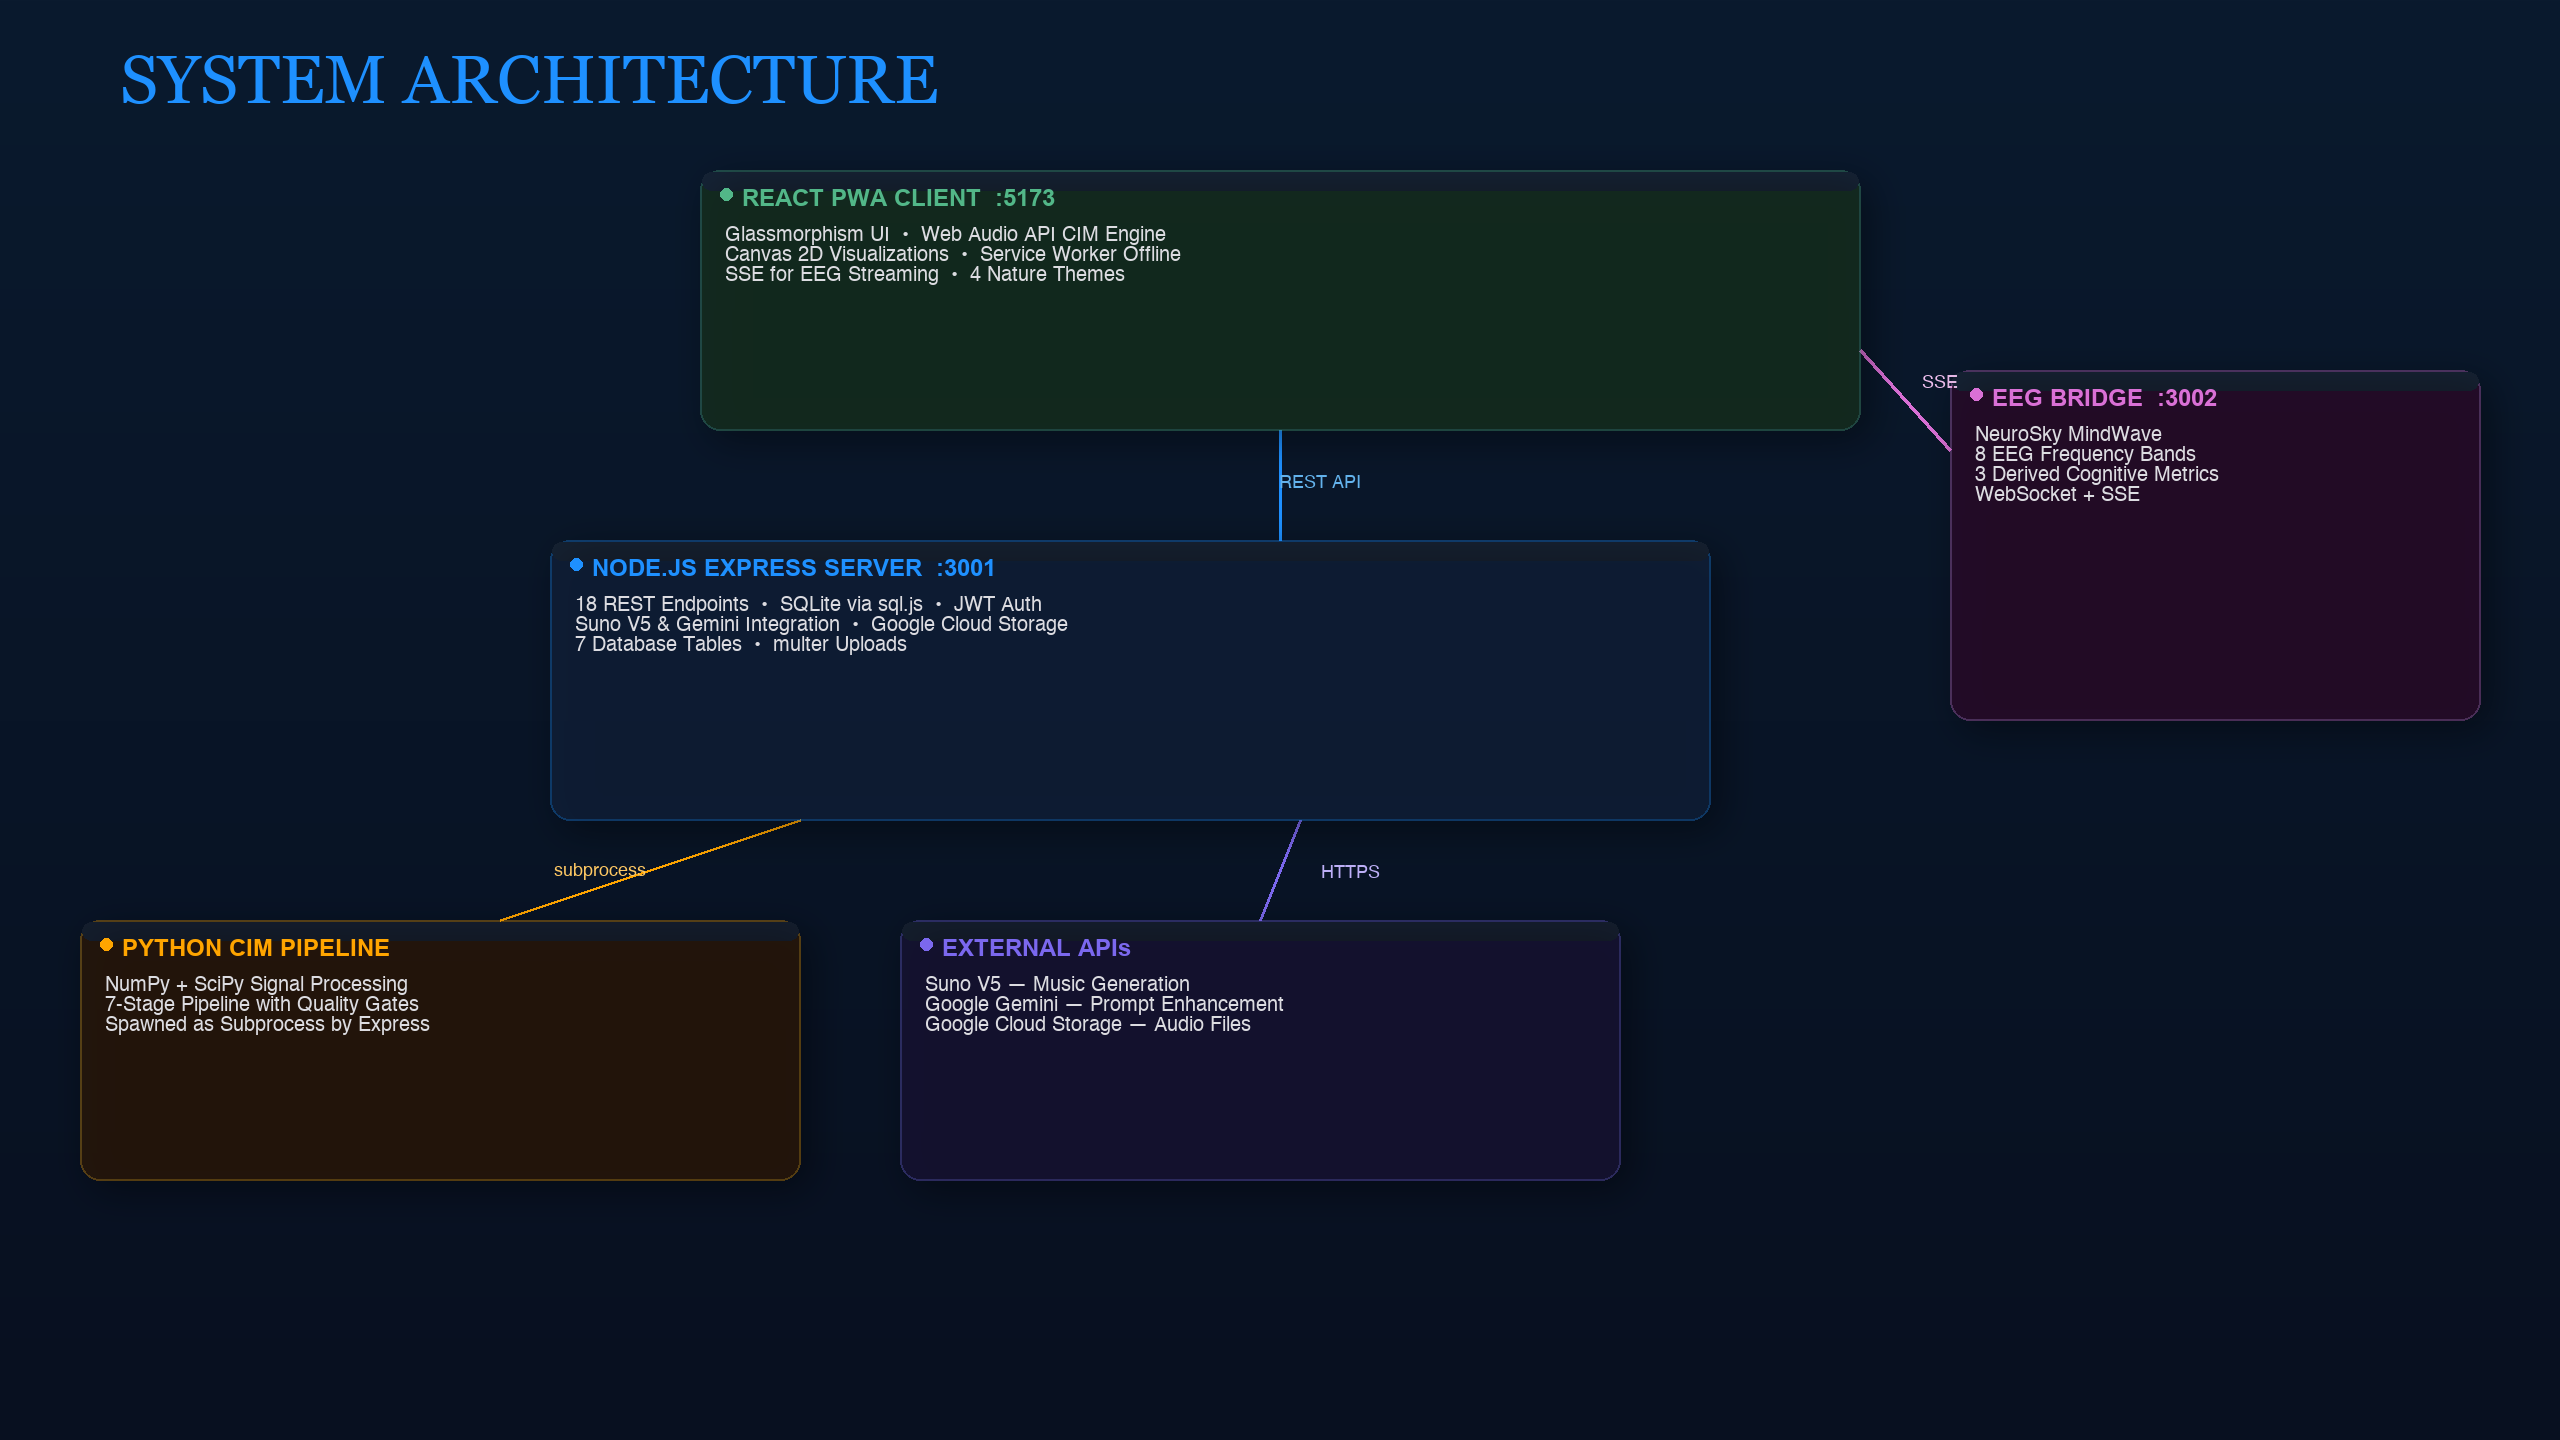 SYSTEM ARCHITECTURE
REACT PWA CLIENT :5173
Glassmorphism UI • Web Audio API CIM Engine
Canvas 2D Visualizations • Service Worker Offline
SSE for EEG Streaming • 4 Nature Themes
SSE
EEG BRIDGE :3002
NeuroSky MindWave
8 EEG Frequency Bands
3 Derived Cognitive Metrics
WebSocket + SSE
REST API
NODE.JS EXPRESS SERVER :3001
18 REST Endpoints • SQLite via sql.js • JWT Auth
Suno V5 & Gemini Integration • Google Cloud Storage
7 Database Tables • multer Uploads
subprocess
HTTPS
PYTHON CIM PIPELINE
NumPy + SciPy Signal Processing
7-Stage Pipeline with Quality Gates
Spawned as Subprocess by Express
EXTERNAL APIs
Suno V5 — Music Generation
Google Gemini — Prompt Enhancement
Google Cloud Storage — Audio Files